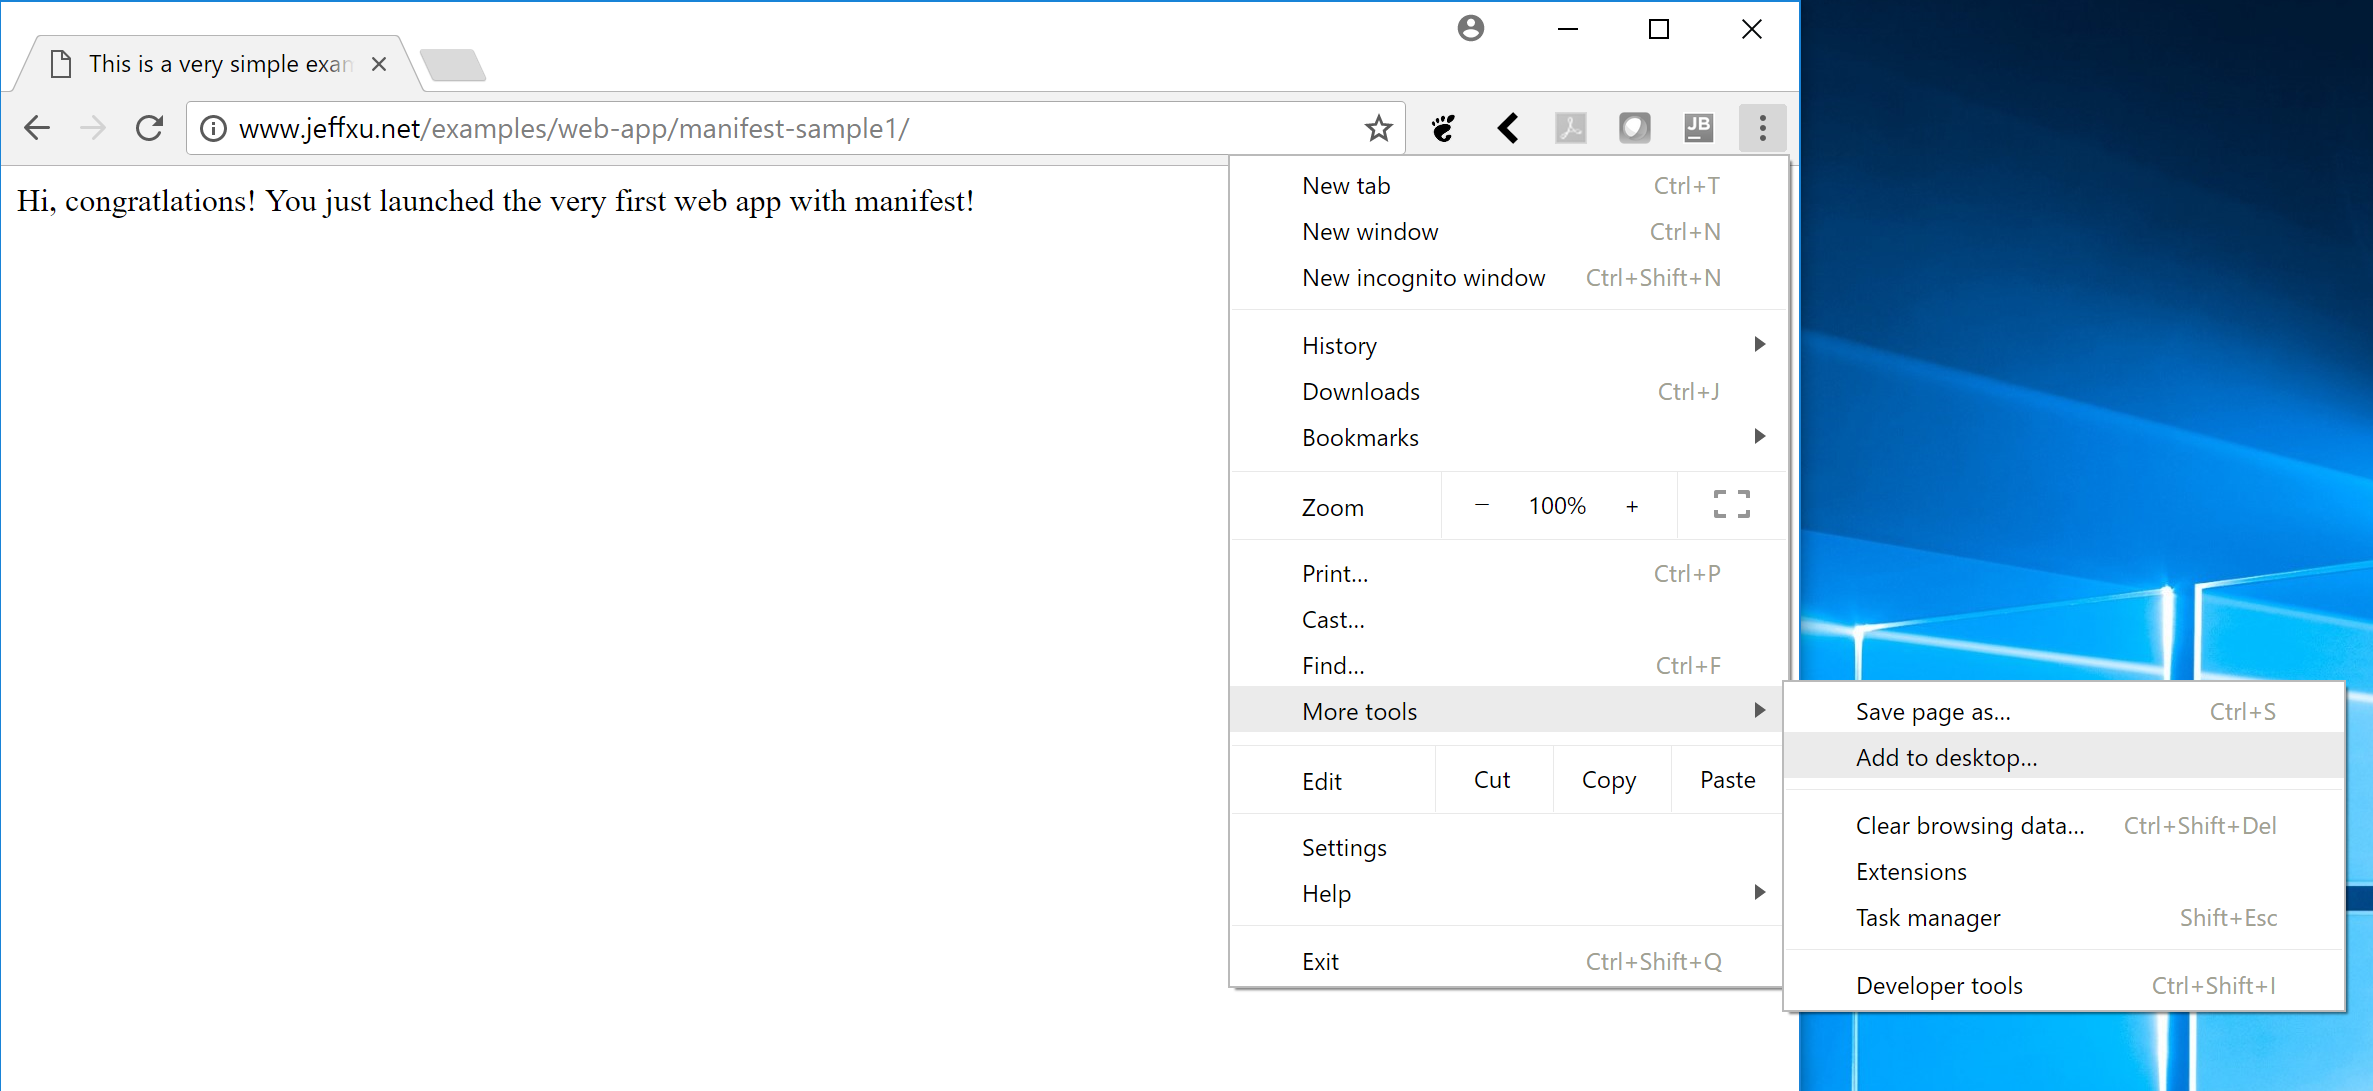 This is a very simple exan
www.jeffxu.net/examples/web-app/manifest-sample1/
JB
Hi, congratlations! You just launched the very first web app with manifest!
New tab Ctrl+T
New window Ctrl+N
New incognito window Ctrl+Shift+N
History
Downloads Ctrl+J
Bookmarks
Zoom − 100% +
Print... Ctrl+P
Cast...
Find... Ctrl+F
More tools
Edit Cut Copy Paste
Settings
Help
Exit Ctrl+Shift+Q
Save page as... Ctrl+S
Add to desktop...
Clear browsing data... Ctrl+Shift+Del
Extensions
Task manager Shift+Esc
Developer tools Ctrl+Shift+I